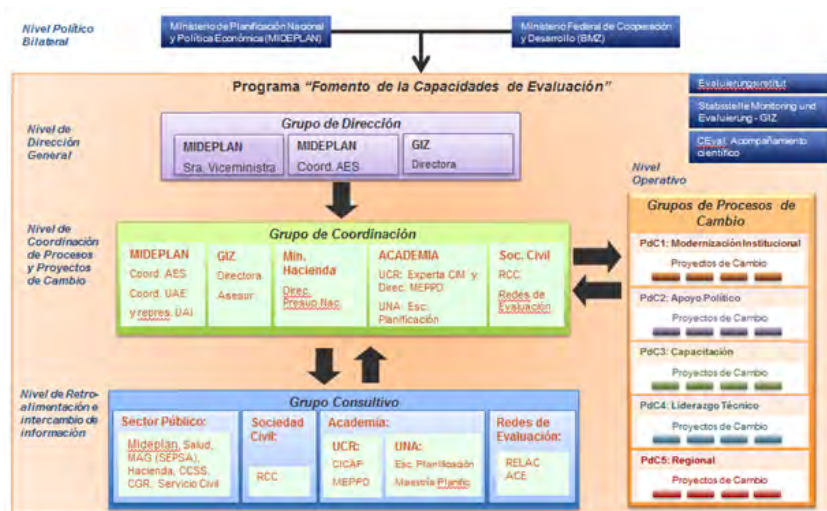 Nivel Político
Bilateral
Ministerio de Planificación Nacional
y Política Económica (MIDEPLAN)
Ministerio Federal de Cooperación
y Desarrollo (BMZ)
Programa “Fomento de la Capacidades de Evaluación”
Evaluierungsinstitut
Stabsstelle Monitoring und
Evaluierung - GIZ
CEval: Acompañamiento
científico
Nivel de
Dirección
General
Grupo de Dirección
MIDEPLAN
Sra. Viceministra
MIDEPLAN
Coord. AES
GIZ
Directora
Nivel
Operativo
Nivel de
Coordinación
de Procesos
y Proyectos
de Cambio
Grupo de Coordinación
MIDEPLAN
Coord. AES
Coord. UAE
y repres. UAI
GIZ
Directora
Asesur
Min.
Hacienda
Direc.
Presup Nac.
ACADEMIA
UCR: Experta CIM y
Direc. MEPPD
UNA: Esc.
Planificación
Soc. Civil
RCC
Redes de
Evaluación
Grupos de Procesos de
Cambio
PdC1: Modernización Institucional
Proyectos de Cambio
PdC2: Apoyo Político
Proyectos de Cambio
PdC3: Capacitación
Proyectos de Cambio
PdC4: Liderazgo Técnico
Proyectos de Cambio
PdC5: Regional
Proyectos de Cambio
Nivel de Retro-
alimentación e
intercambio de
información
Grupo Consultivo
Sector Público:
Mideplan, Salud,
MAG (SEPSA),
Hacienda, CCSS,
CGR, Servicio Civil
Sociedad
Civil:
RCC
Academia:
UCR:
CICAP
MEPPD
UNA:
Esc. Planificación
Maestría Planific
Redes de
Evaluación:
RELAC
ACE